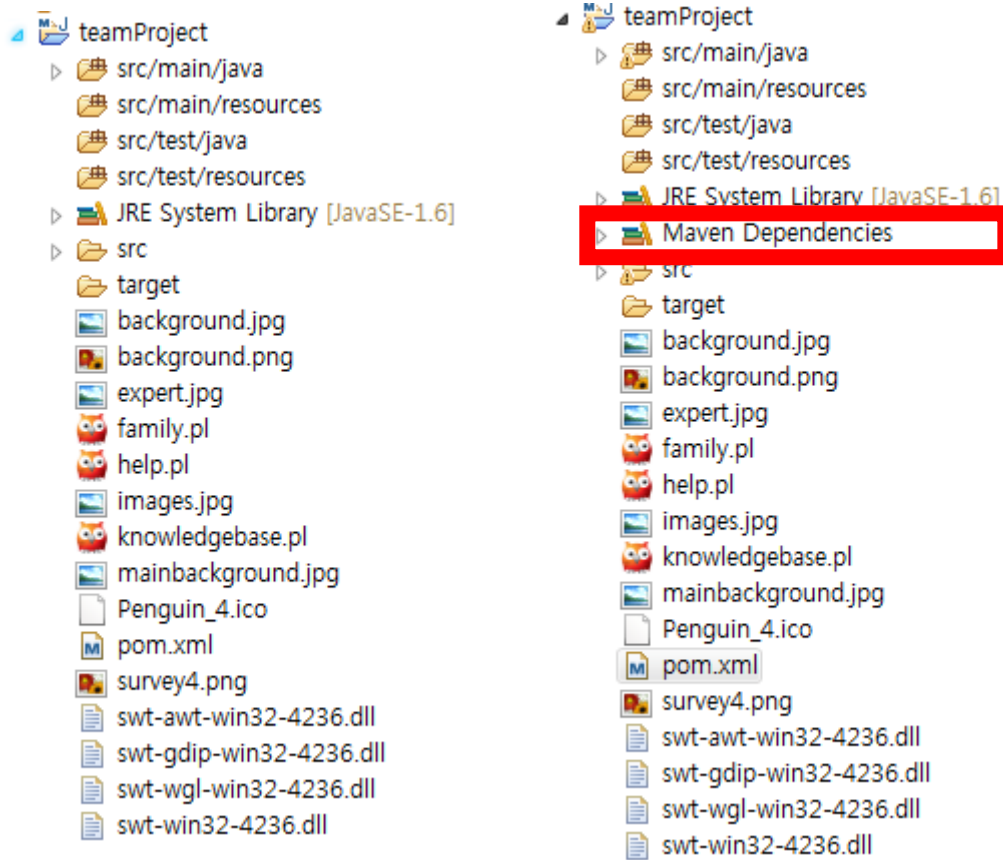 teamProject
src/main/java
src/main/resources
src/test/java
src/test/resources
JRE System Library [JavaSE-1.6]
src
target
background.jpg
background.png
expert.jpg
family.pl
help.pl
images.jpg
knowledgebase.pl
mainbackground.jpg
Penguin_4.ico
pom.xml
survey4.png
swt-awt-win32-4236.dll
swt-gdip-win32-4236.dll
swt-wgl-win32-4236.dll
swt-win32-4236.dll
teamProject
src/main/java
src/main/resources
src/test/java
src/test/resources
JRE System Library [JavaSE-1.6]
Maven Dependencies
src
target
background.jpg
background.png
expert.jpg
family.pl
help.pl
images.jpg
knowledgebase.pl
mainbackground.jpg
Penguin_4.ico
pom.xml
survey4.png
swt-awt-win32-4236.dll
swt-gdip-win32-4236.dll
swt-wgl-win32-4236.dll
swt-win32-4236.dll